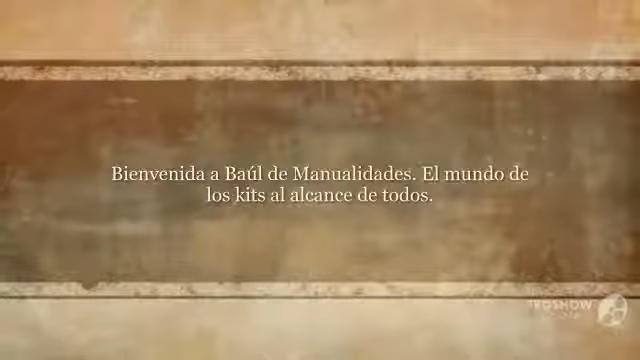 Bienvenida a Baúl de Manualidades. El mundo de
los kits al alcance de todos.